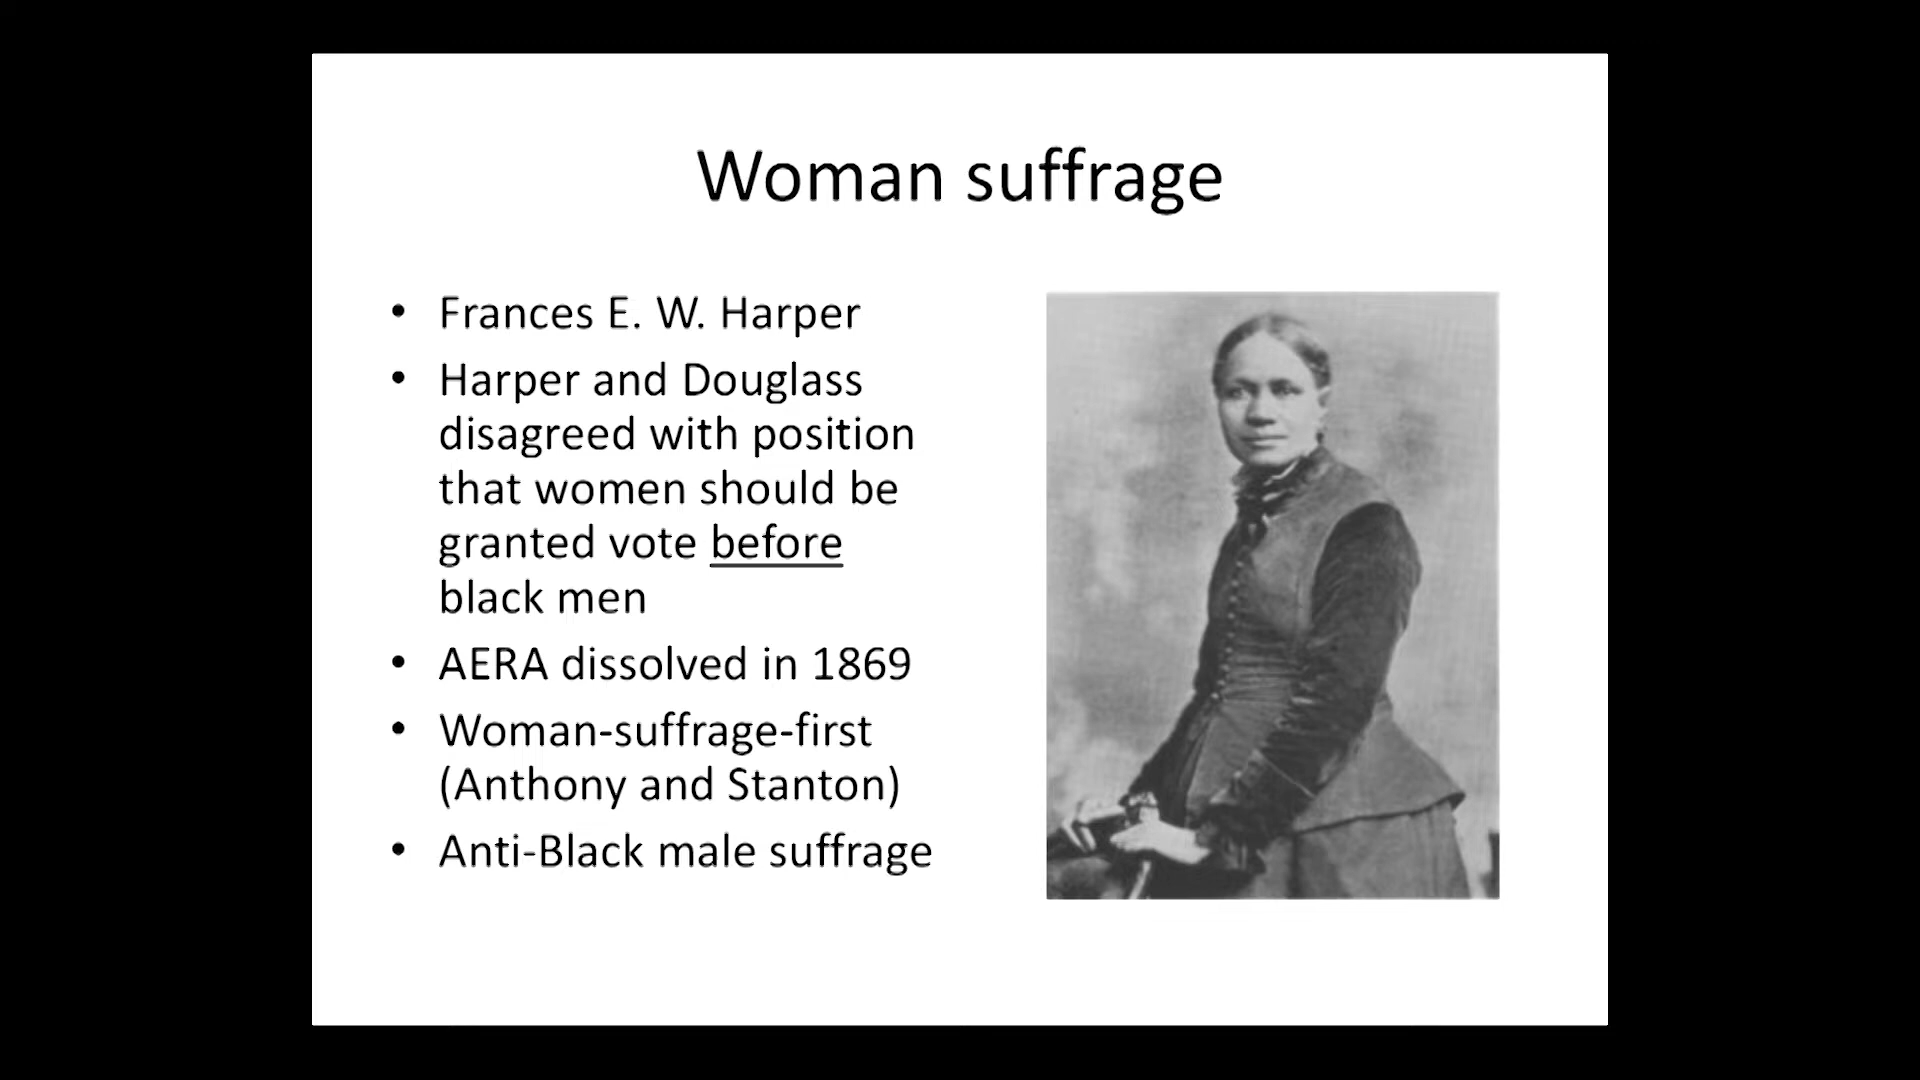 Woman suffrage
• Frances E. W. Harper
• Harper and Douglass
disagreed with position
that women should be
granted vote before
black men
• AERA dissolved in 1869
• Woman-suffrage-first
(Anthony and Stanton)
• Anti-Black male suffrage